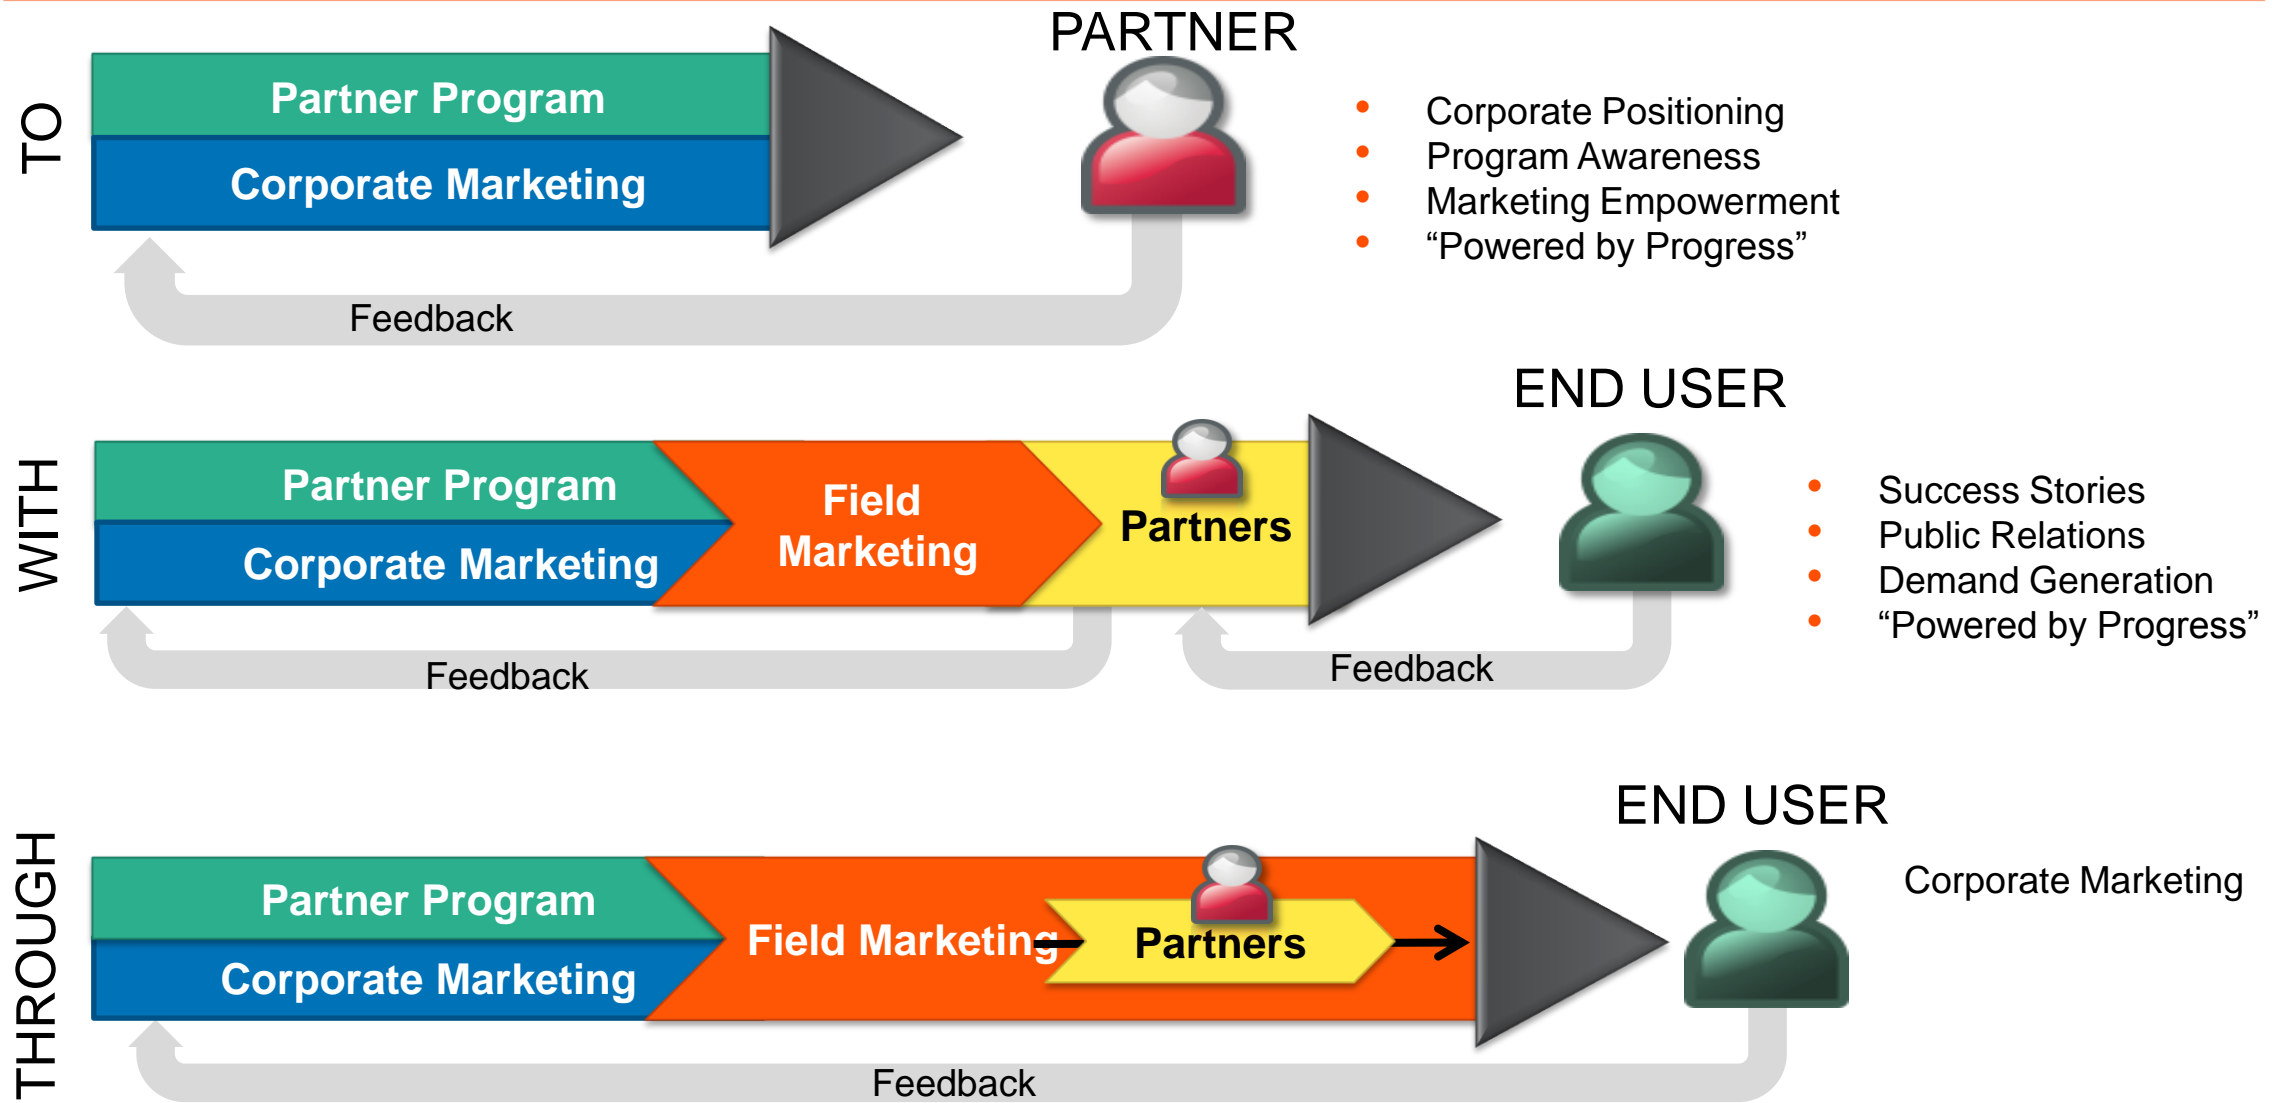 PARTNER
TO
Partner Program
Corporate Marketing
• Corporate Positioning
• Program Awareness
• Marketing Empowerment
• “Powered by Progress”
Feedback
END USER
WITH
Partner Program
Corporate Marketing
Field
Marketing
Partners
• Success Stories
• Public Relations
• Demand Generation
• “Powered by Progress”
Feedback
Feedback
END USER
THROUGH
Partner Program
Corporate Marketing
Field Marketing
Partners
Corporate Marketing
Feedback